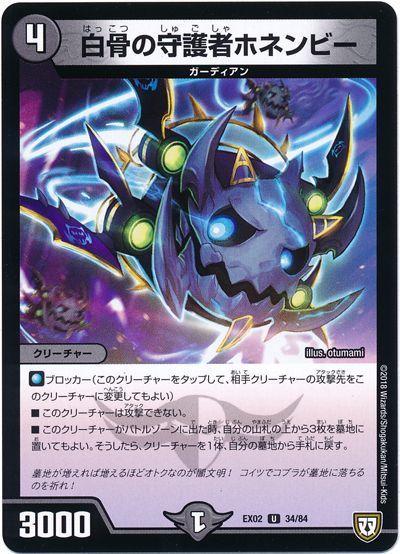 4
はっこつ しゅごしゃ
白骨の守護者ホネンビー
ガーディアン
クリーチャー
illus. otumami
ブロッカー(このクリーチャーをタップして、相手クリーチャーの攻撃先をこ
のクリーチャーに変更してもよい)
■このクリーチャーは攻撃できない。
■このクリーチャーがバトルゾーンに出た時、自分の山札の上から3枚を墓地に
置いてもよい。そうしたら、クリーチャーを1体、自分の墓地から手札に戻す。
墓地が増えれば増えるほどオトクなのが闇文明! コイツでコブラが墓地に落ちる
のを祈れ!
©2018 Wizards/Shogakukan/Mitsui-Kids
3000
EX02 U 34/84